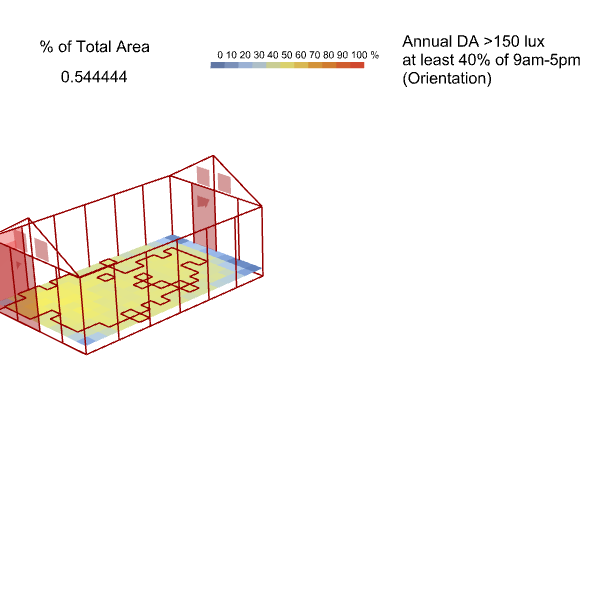 % of Total Area
0.544444
0 10 20 30 40 50 60 70 80 90 100 %
Annual DA >150 lux
at least 40% of 9am-5pm
(Orientation)